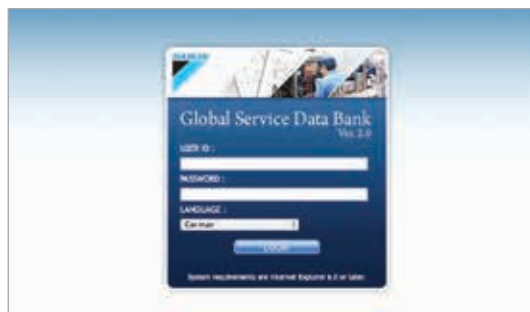 DAIKIN
Global Service Data Bank
Ver. 2.0
USER ID :
PASSWORD :
LANGUAGE :
German
LOGIN
System requirements are Internet Explorer 6.0 or later.